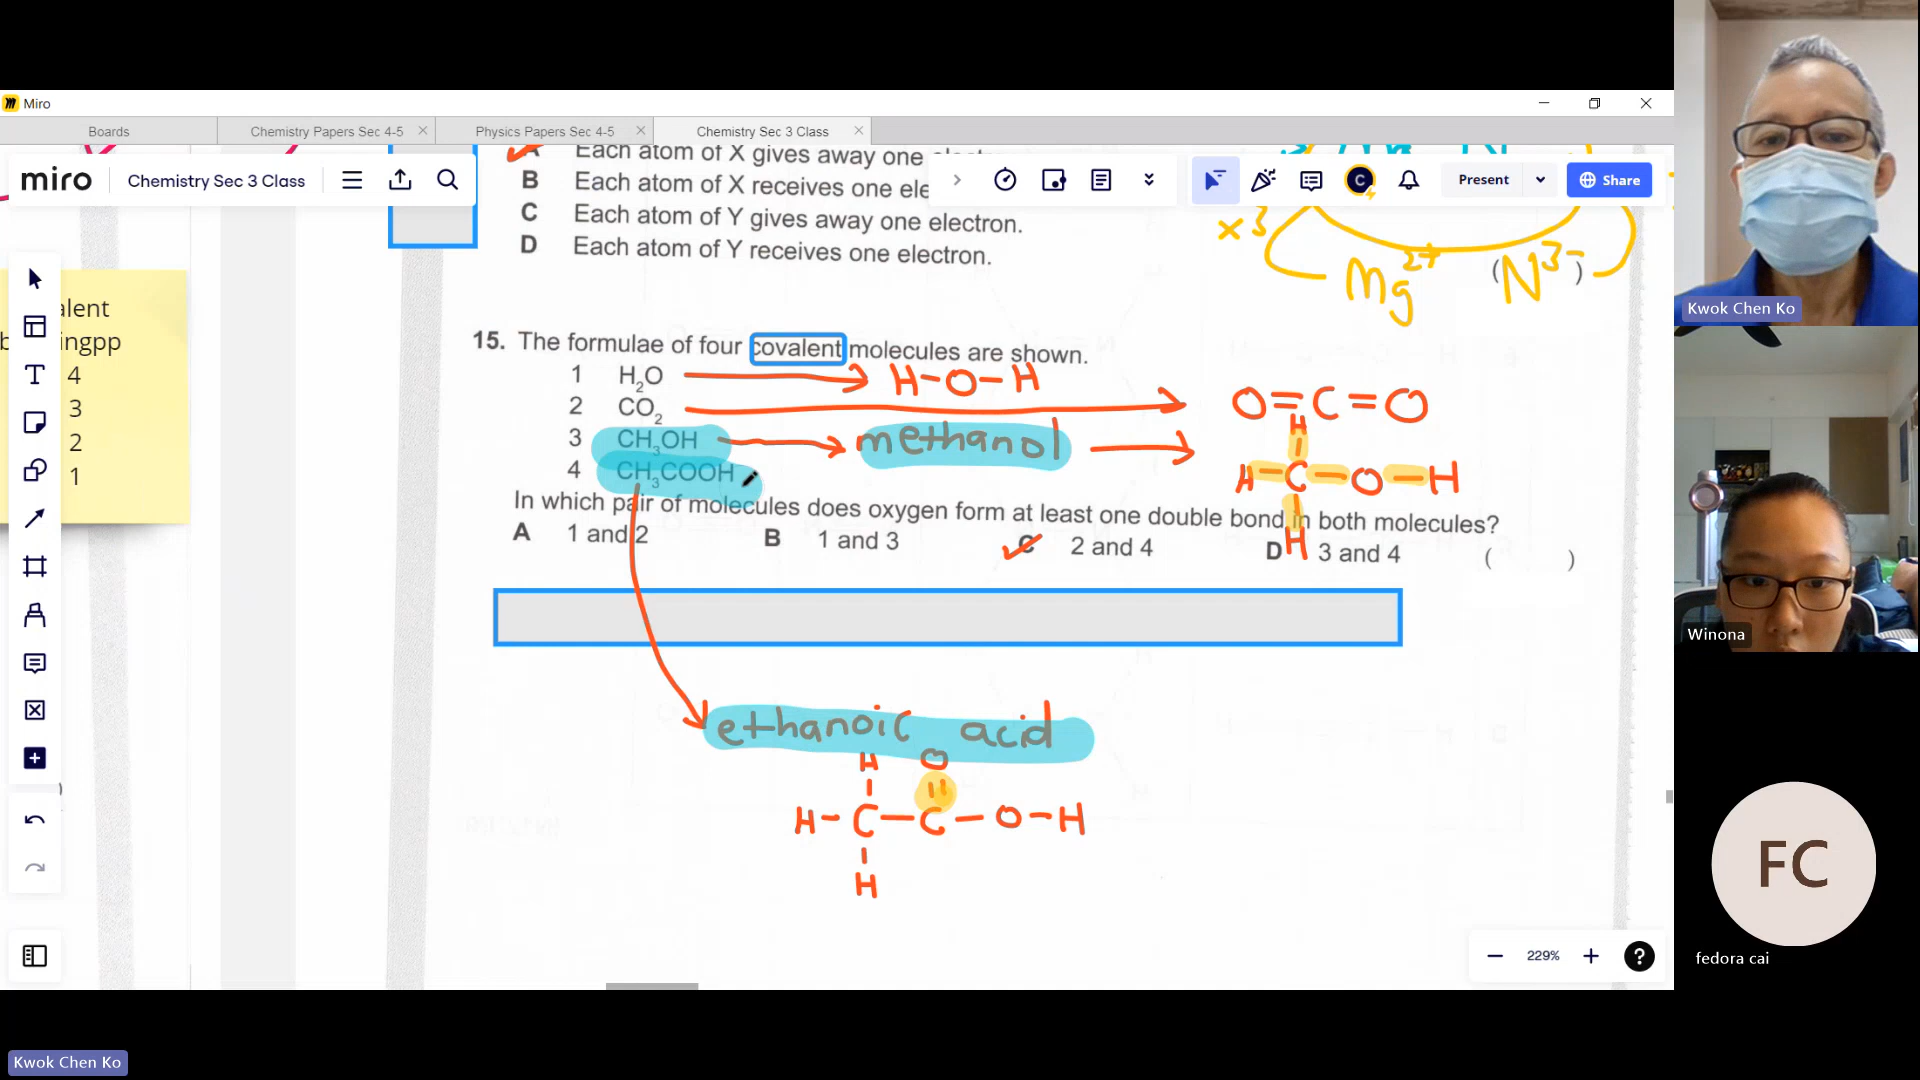 Miro
Boards
Chemistry Papers Sec 4-5
Physics Papers Sec 4-5
Chemistry Sec 3 Class
miro
Chemistry Sec 3 Class
Present
Share
A Each atom of X gives away one
B Each atom of X receives one ele
C Each atom of Y gives away one electron.
D Each atom of Y receives one electron.
x3
Mg2+ (N3-)
alent
ingpp
4
3
2
1
15. The formulae of four covalent molecules are shown.
1 H2O H-O-H
2 CO2 O=C=O
3 CH3OH methanol
4 CH3COOH
H
H-C-O-H
H
In which pair of molecules does oxygen form at least one double bond in both molecules?
A 1 and 2 B 1 and 3 C 2 and 4 D 3 and 4 ( )
ethanoic acid
H O
H-C-C-O-H
H
229%
Kwok Chen Ko
Winona
FC
fedora cai
Kwok Chen Ko